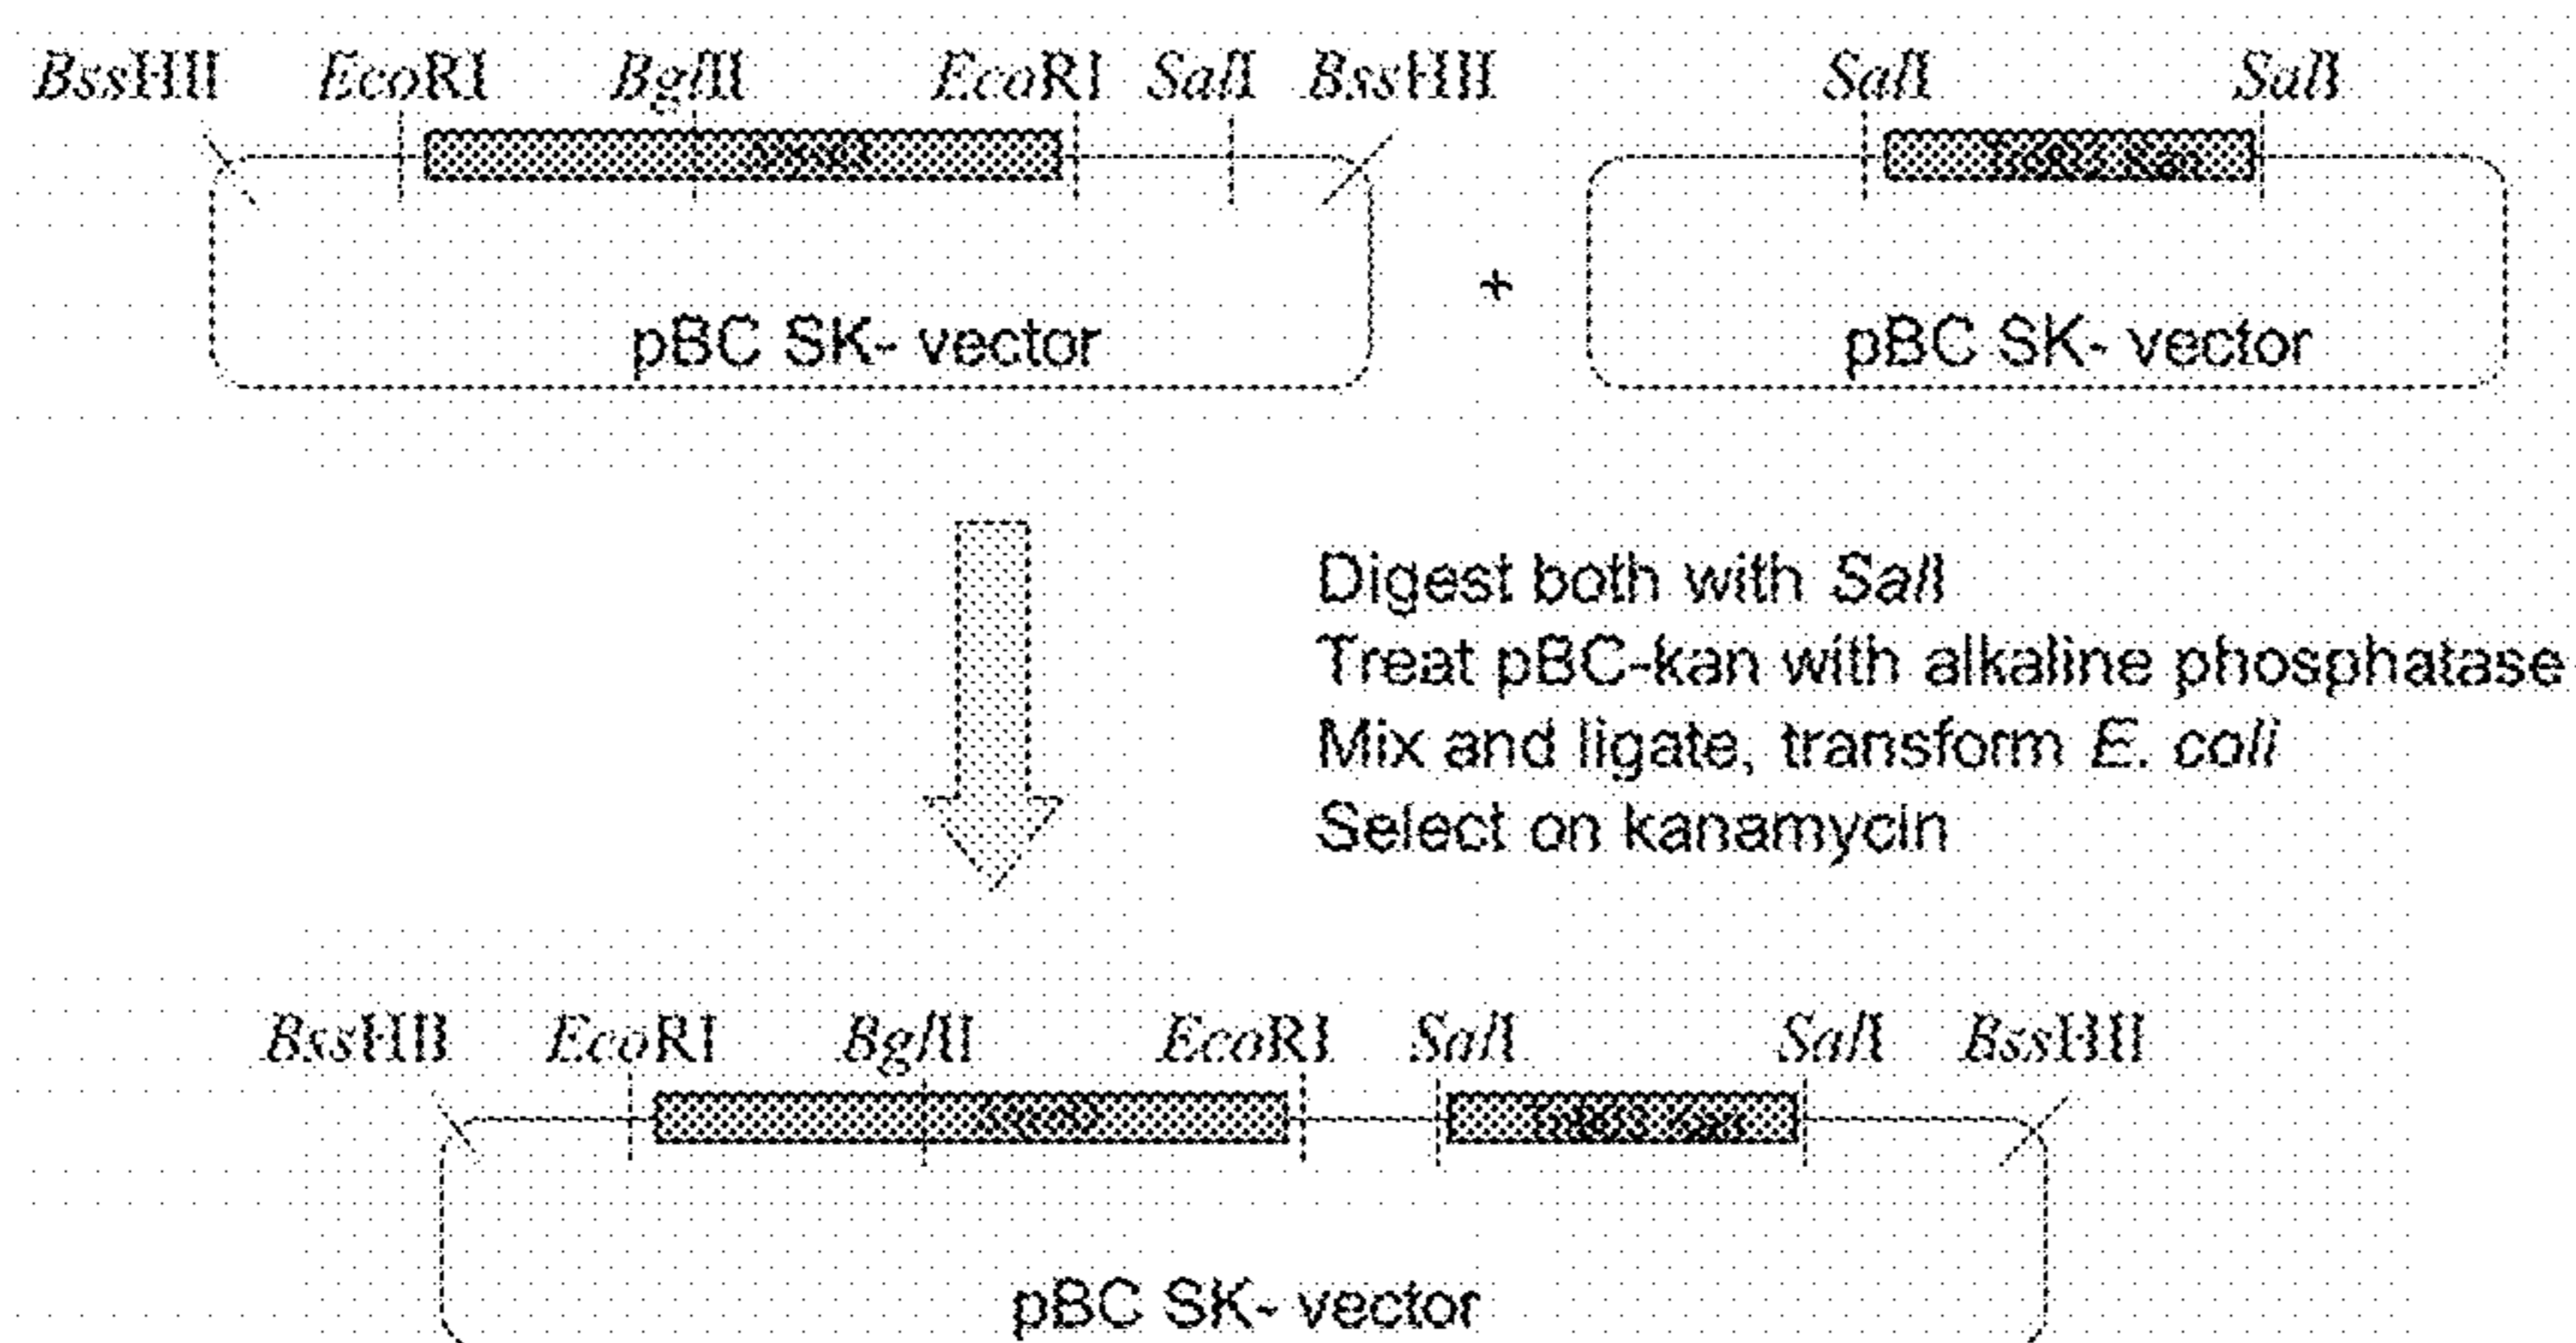 BssHII EcoRI BglII EcoRI SalI BssHII SalI SalI
Kan
pBC SK- vector + pBC SK- vector
Digest both with SalI
Treat pBC-kan with alkaline phosphatase
Mix and ligate, transform E. coli
Select on kanamycin
BssHII EcoRI BglII EcoRI SalI SalI BssHII
Kan
pBC SK- vector